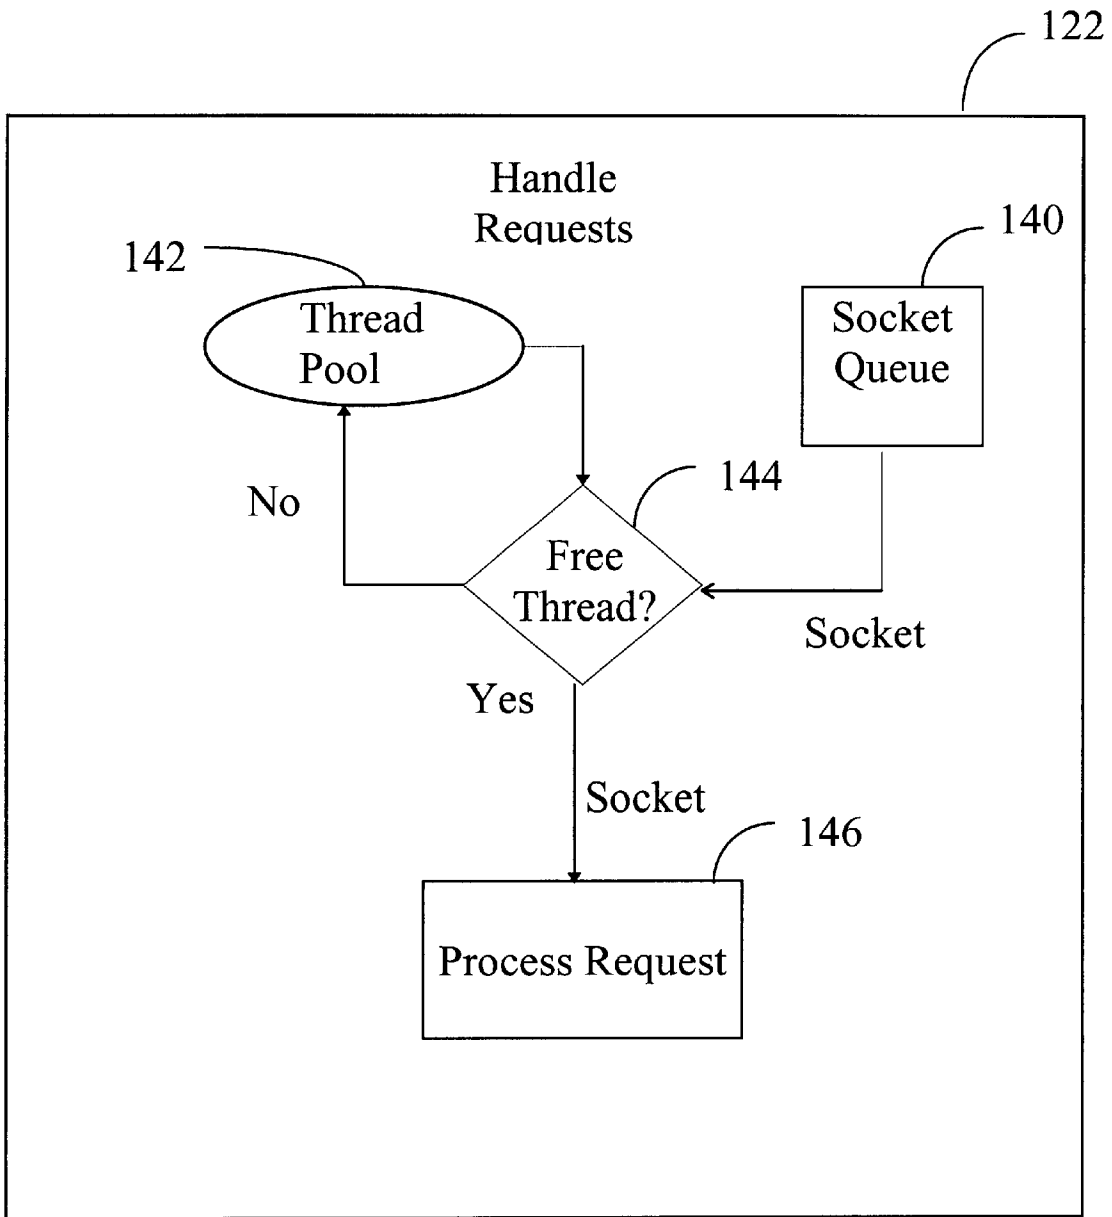 122
Handle
Requests
140
142
Thread
Pool
Socket
Queue
144
No
Free
Thread?
Socket
Yes
Socket
146
Process Request